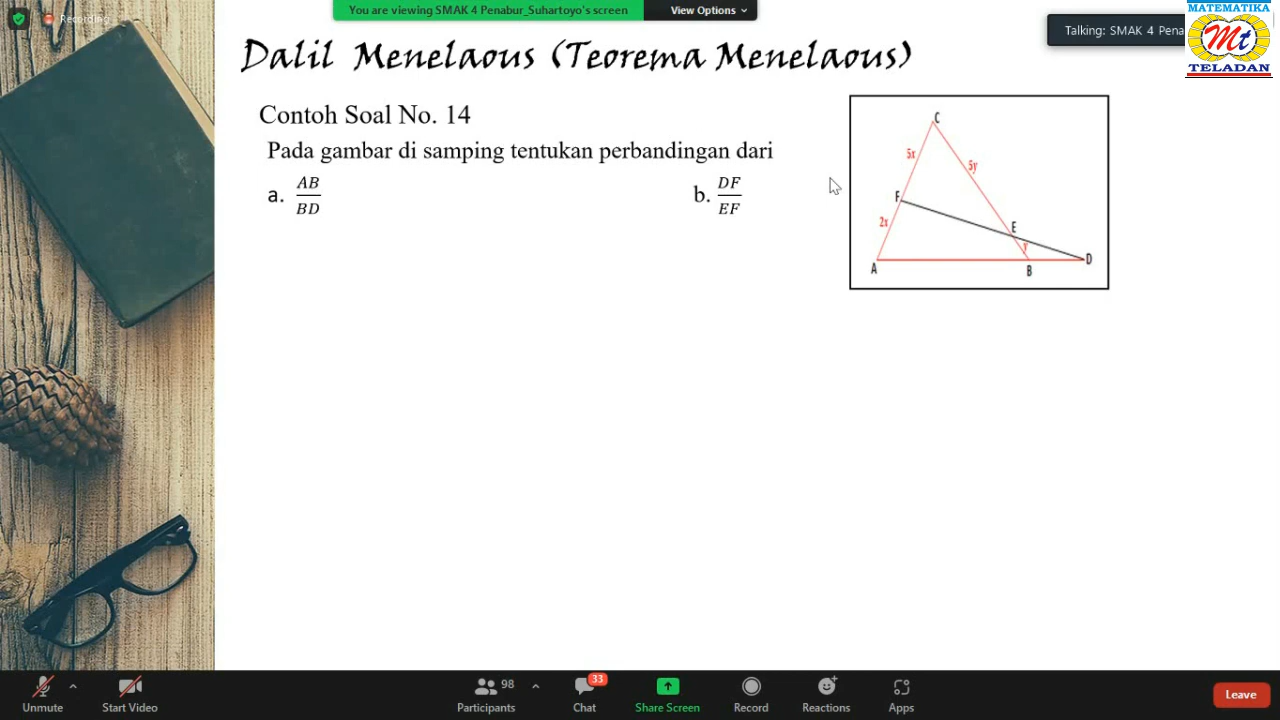 Recording
You are viewing SMAK 4 Penabur_Suhartoyo's screen
View Options
Talking: SMAK 4 Pena
MATEMATIKA
Mt
TELADAN
Dalil Menelaous (Teorema Menelaous)
Contoh Soal No. 14
Pada gambar di samping tentukan perbandingan dari
a. AB/BD
b. DF/EF
C
5x
5y
F
2x
E
y
A
B
D
Unmute
Start Video
98
Participants
33
Chat
Share Screen
Record
Reactions
Apps
Leave